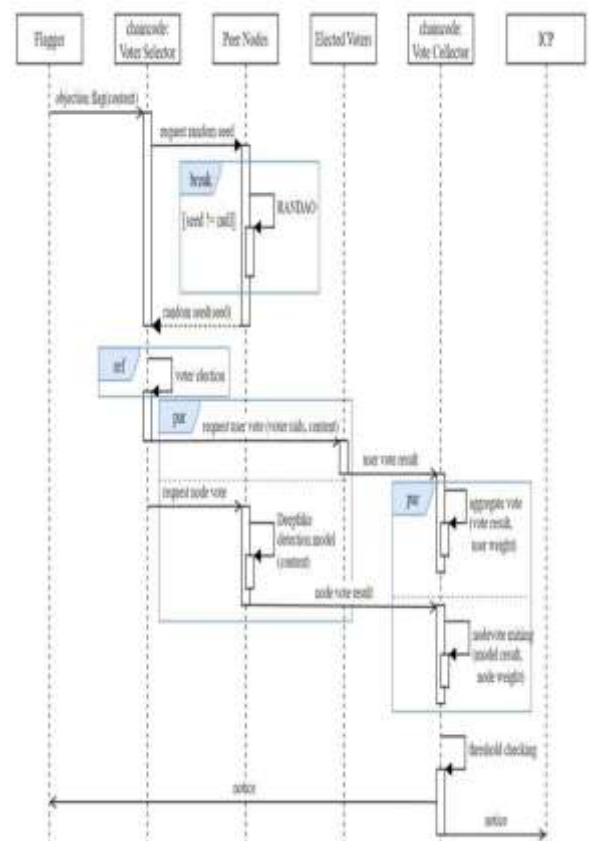 Flagger
chaincode:
Voter Selector
Peer Nodes
Elected Voters
chaincode:
Vote Collector
ICP
objection flag(content)
request random seed
break
[seed != null]
RANDAO
random seed(seed)
ref
voter election
par
request user vote (voter uids, content)
user vote result
par
request node vote
aggregate vote
(vote result,
user weight)
Deepfake
detection model
(content)
node vote result
(model result,
node weight)
threshold checking
notice
notice